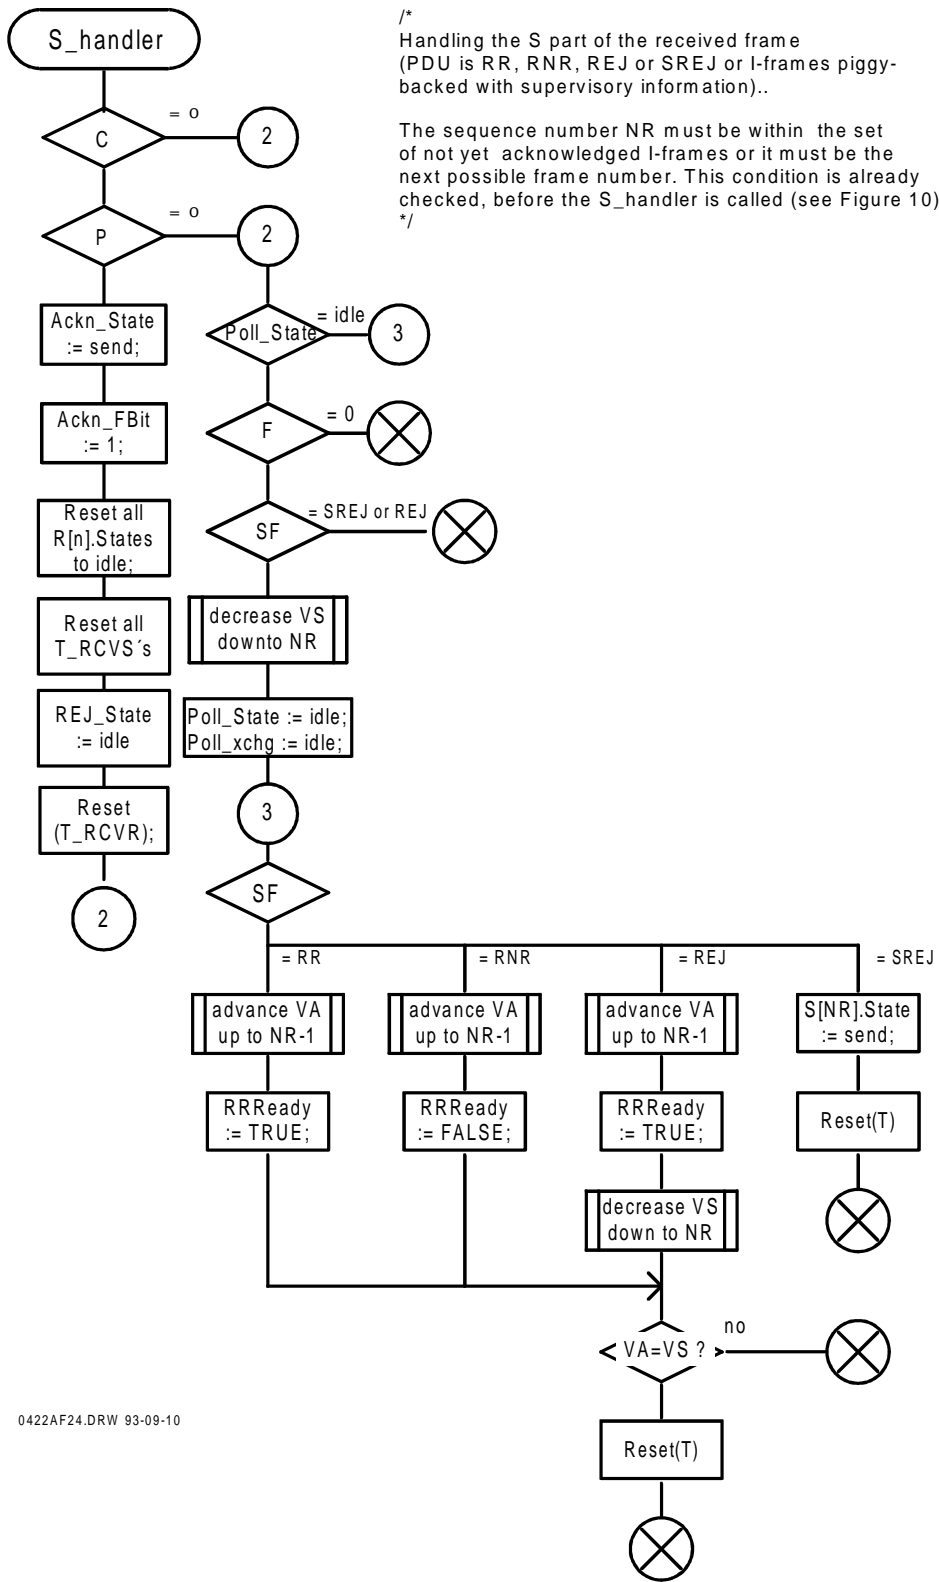 S_handler
/*
Handling the S part of the received frame
(PDU is RR, RNR, REJ or SREJ or I-frames piggy-
backed with supervisory information)..
The sequence number NR must be within the set
of not yet acknowledged I-frames or it must be the
next possible frame number. This condition is already
checked, before the S_handler is called (see Figure 10)
*/
C
= 0
2
P
= 0
2
Ackn_State
:= send;
Ackn_FBit
:= 1;
Reset all
R[n].States
to idle;
Reset all
T_RCVS´s
REJ_State
:= idle
Reset
(T_RCVR);
2
Poll_State
= idle
3
F
= 0
SF
= SREJ or REJ
decrease VS
downto NR
Poll_State := idle;
Poll_xchg := idle;
3
SF
= RR
= RNR
= REJ
= SREJ
advance VA
up to NR-1
advance VA
up to NR-1
advance VA
up to NR-1
S[NR].State
:= send;
RRReady
:= TRUE;
RRReady
:= FALSE;
RRReady
:= TRUE;
Reset(T)
decrease VS
down to NR
VA=VS ?
no
Reset(T)
0422AF24.DRW 93-09-10